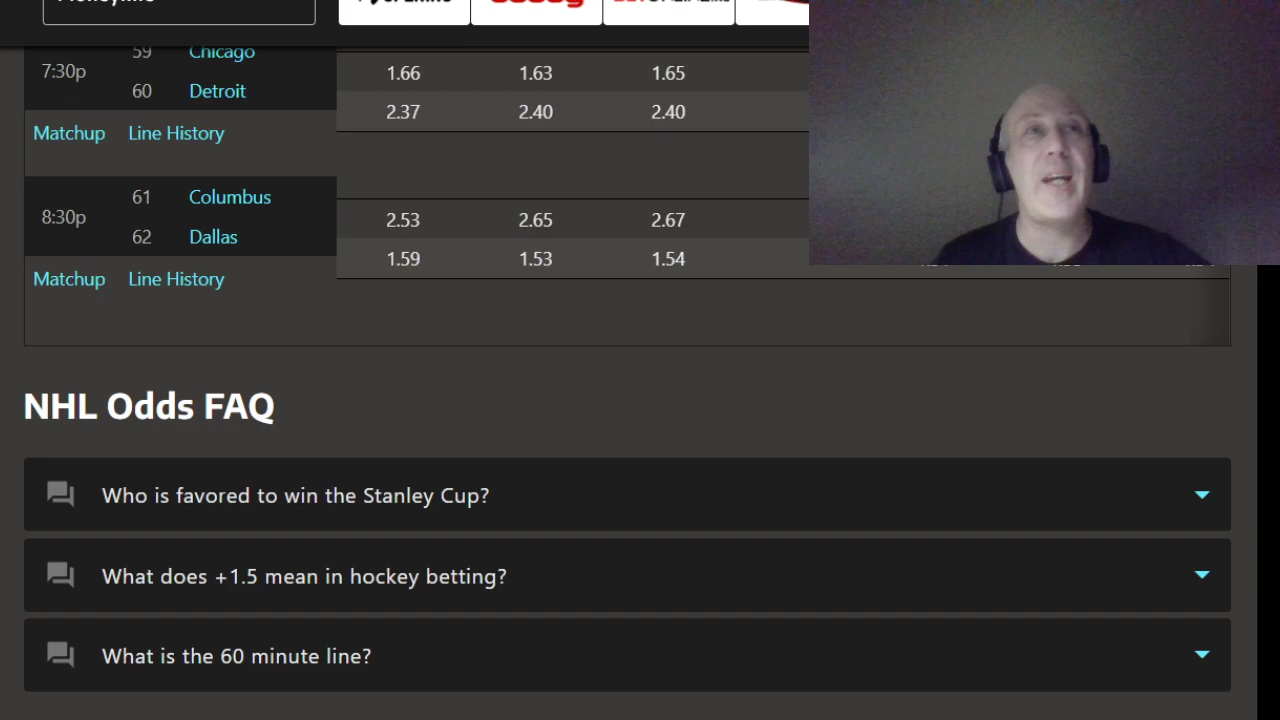 59 Chicago
7:30p
1.66 1.63 1.65
60 Detroit
2.37 2.40 2.40
Matchup Line History
61 Columbus
8:30p
2.53 2.65 2.67
62 Dallas
1.59 1.53 1.54
Matchup Line History
NHL Odds FAQ
Who is favored to win the Stanley Cup?
What does +1.5 mean in hockey betting?
What is the 60 minute line?